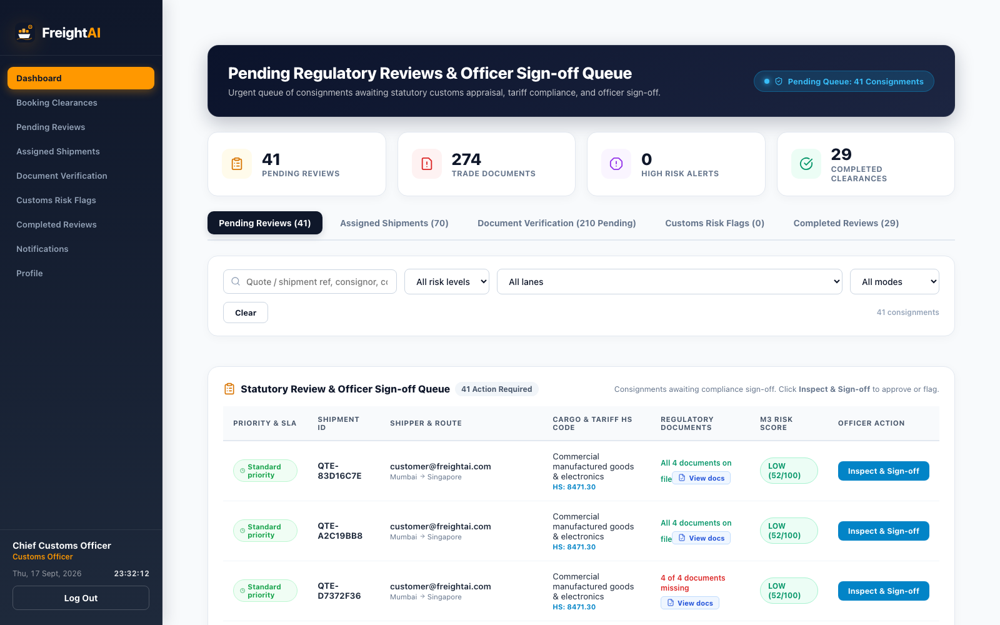 FreightAI
Dashboard
Booking Clearances
Pending Reviews
Assigned Shipments
Document Verification
Customs Risk Flags
Completed Reviews
Notifications
Profile
Chief Customs Officer
Customs Officer
Thu, 17 Sept, 2026 23:32:12
Log Out
Pending Regulatory Reviews & Officer Sign-off Queue
Urgent queue of consignments awaiting statutory customs appraisal, tariff compliance, and officer sign-off.
Pending Queue: 41 Consignments
41
PENDING REVIEWS
274
TRADE DOCUMENTS
0
HIGH RISK ALERTS
29
COMPLETED
CLEARANCES
Pending Reviews (41) Assigned Shipments (70) Document Verification (210 Pending) Customs Risk Flags (0) Completed Reviews (29)
Quote / shipment ref, consignor, co All risk levels All lanes All modes
Clear 41 consignments
Statutory Review & Officer Sign-off Queue 41 Action Required
Consignments awaiting compliance sign-off. Click Inspect & Sign-off to approve or flag.
PRIORITY & SLA
SHIPMENT
ID
SHIPPER & ROUTE
CARGO & TARIFF HS
CODE
REGULATORY
DOCUMENTS
M3 RISK
SCORE
OFFICER ACTION
Standard
priority
QTE-
83D16C7E
customer@freightai.com
Mumbai → Singapore
Commercial
manufactured goods
& electronics
HS: 8471.30
All 4 documents on
file View docs
LOW
(52/100)
Inspect & Sign-off
Standard
priority
QTE-
A2C19BB8
customer@freightai.com
Mumbai → Singapore
Commercial
manufactured goods
& electronics
HS: 8471.30
All 4 documents on
file View docs
LOW
(52/100)
Inspect & Sign-off
Standard
priority
QTE-
D7372F36
customer@freightai.com
Mumbai → Singapore
Commercial
manufactured goods
& electronics
HS: 8471.30
4 of 4 documents
missing
View docs
LOW
(52/100)
Inspect & Sign-off